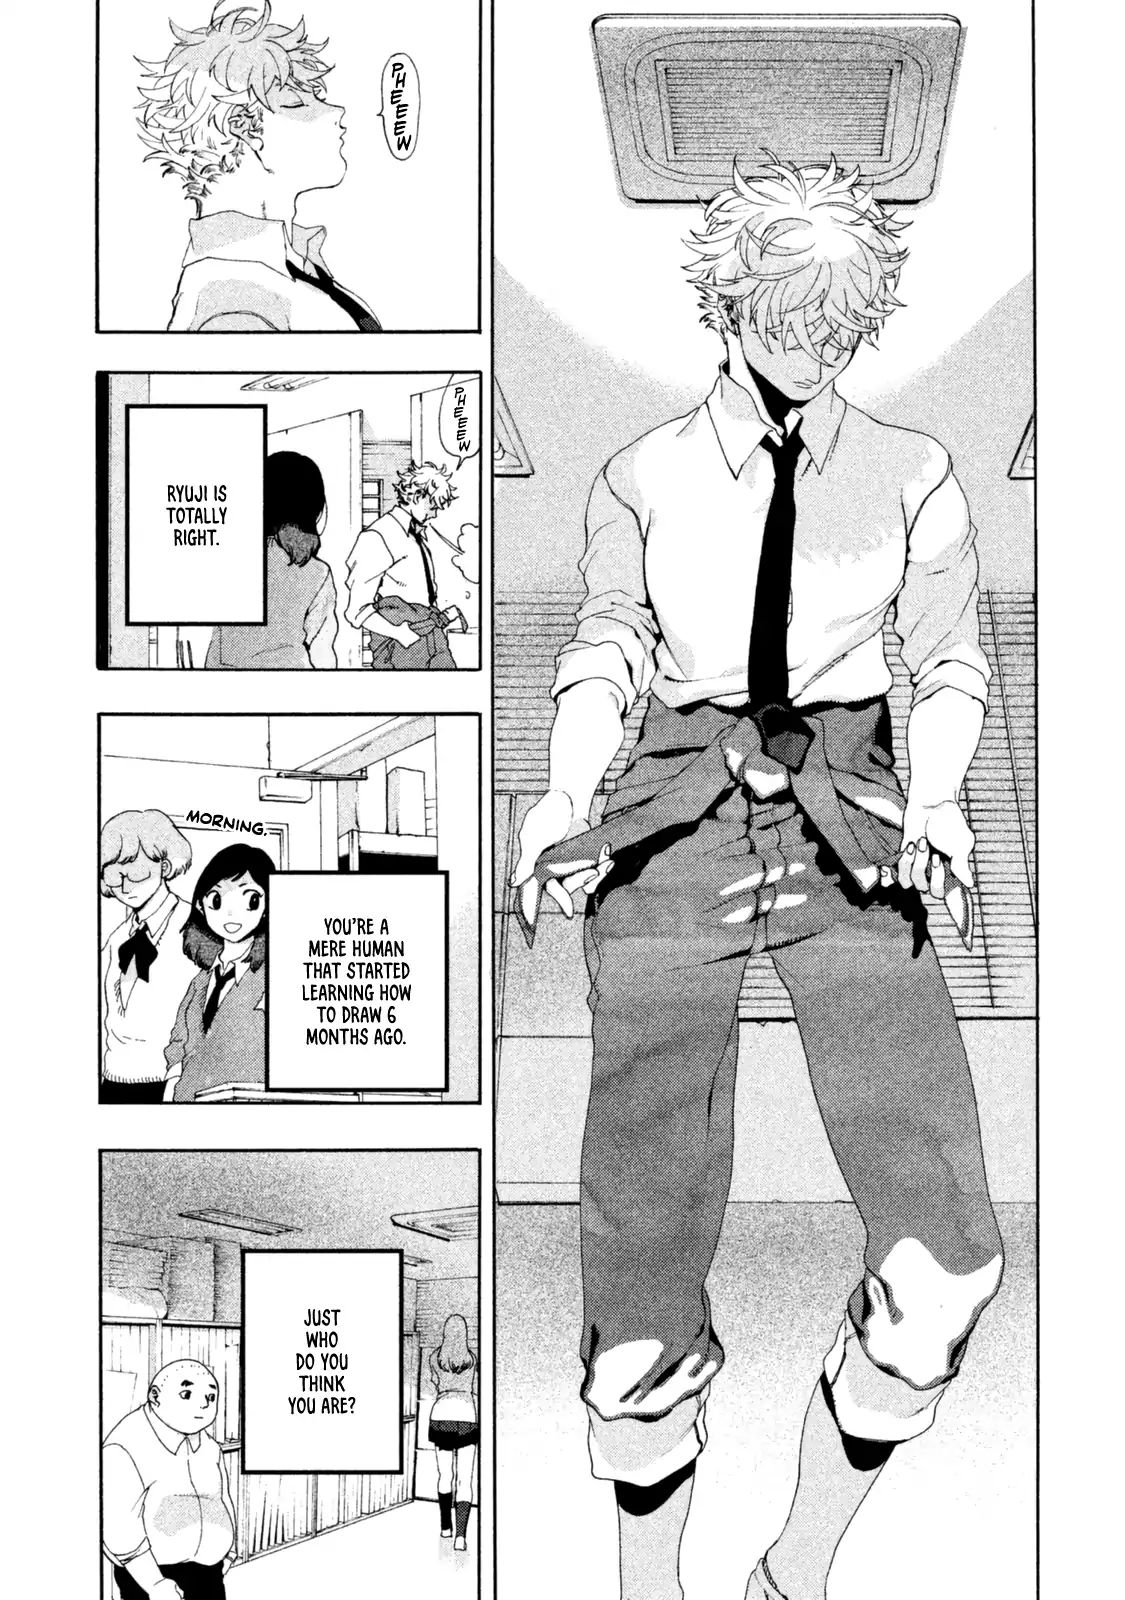 PHEEEW
PHEEEW
RYUJI IS
TOTALLY
RIGHT.
MORNING.
YOU'RE A
MERE HUMAN
THAT STARTED
LEARNING HOW
TO DRAW 6
MONTHS AGO.
JUST
WHO
DO YOU
THINK
YOU ARE?